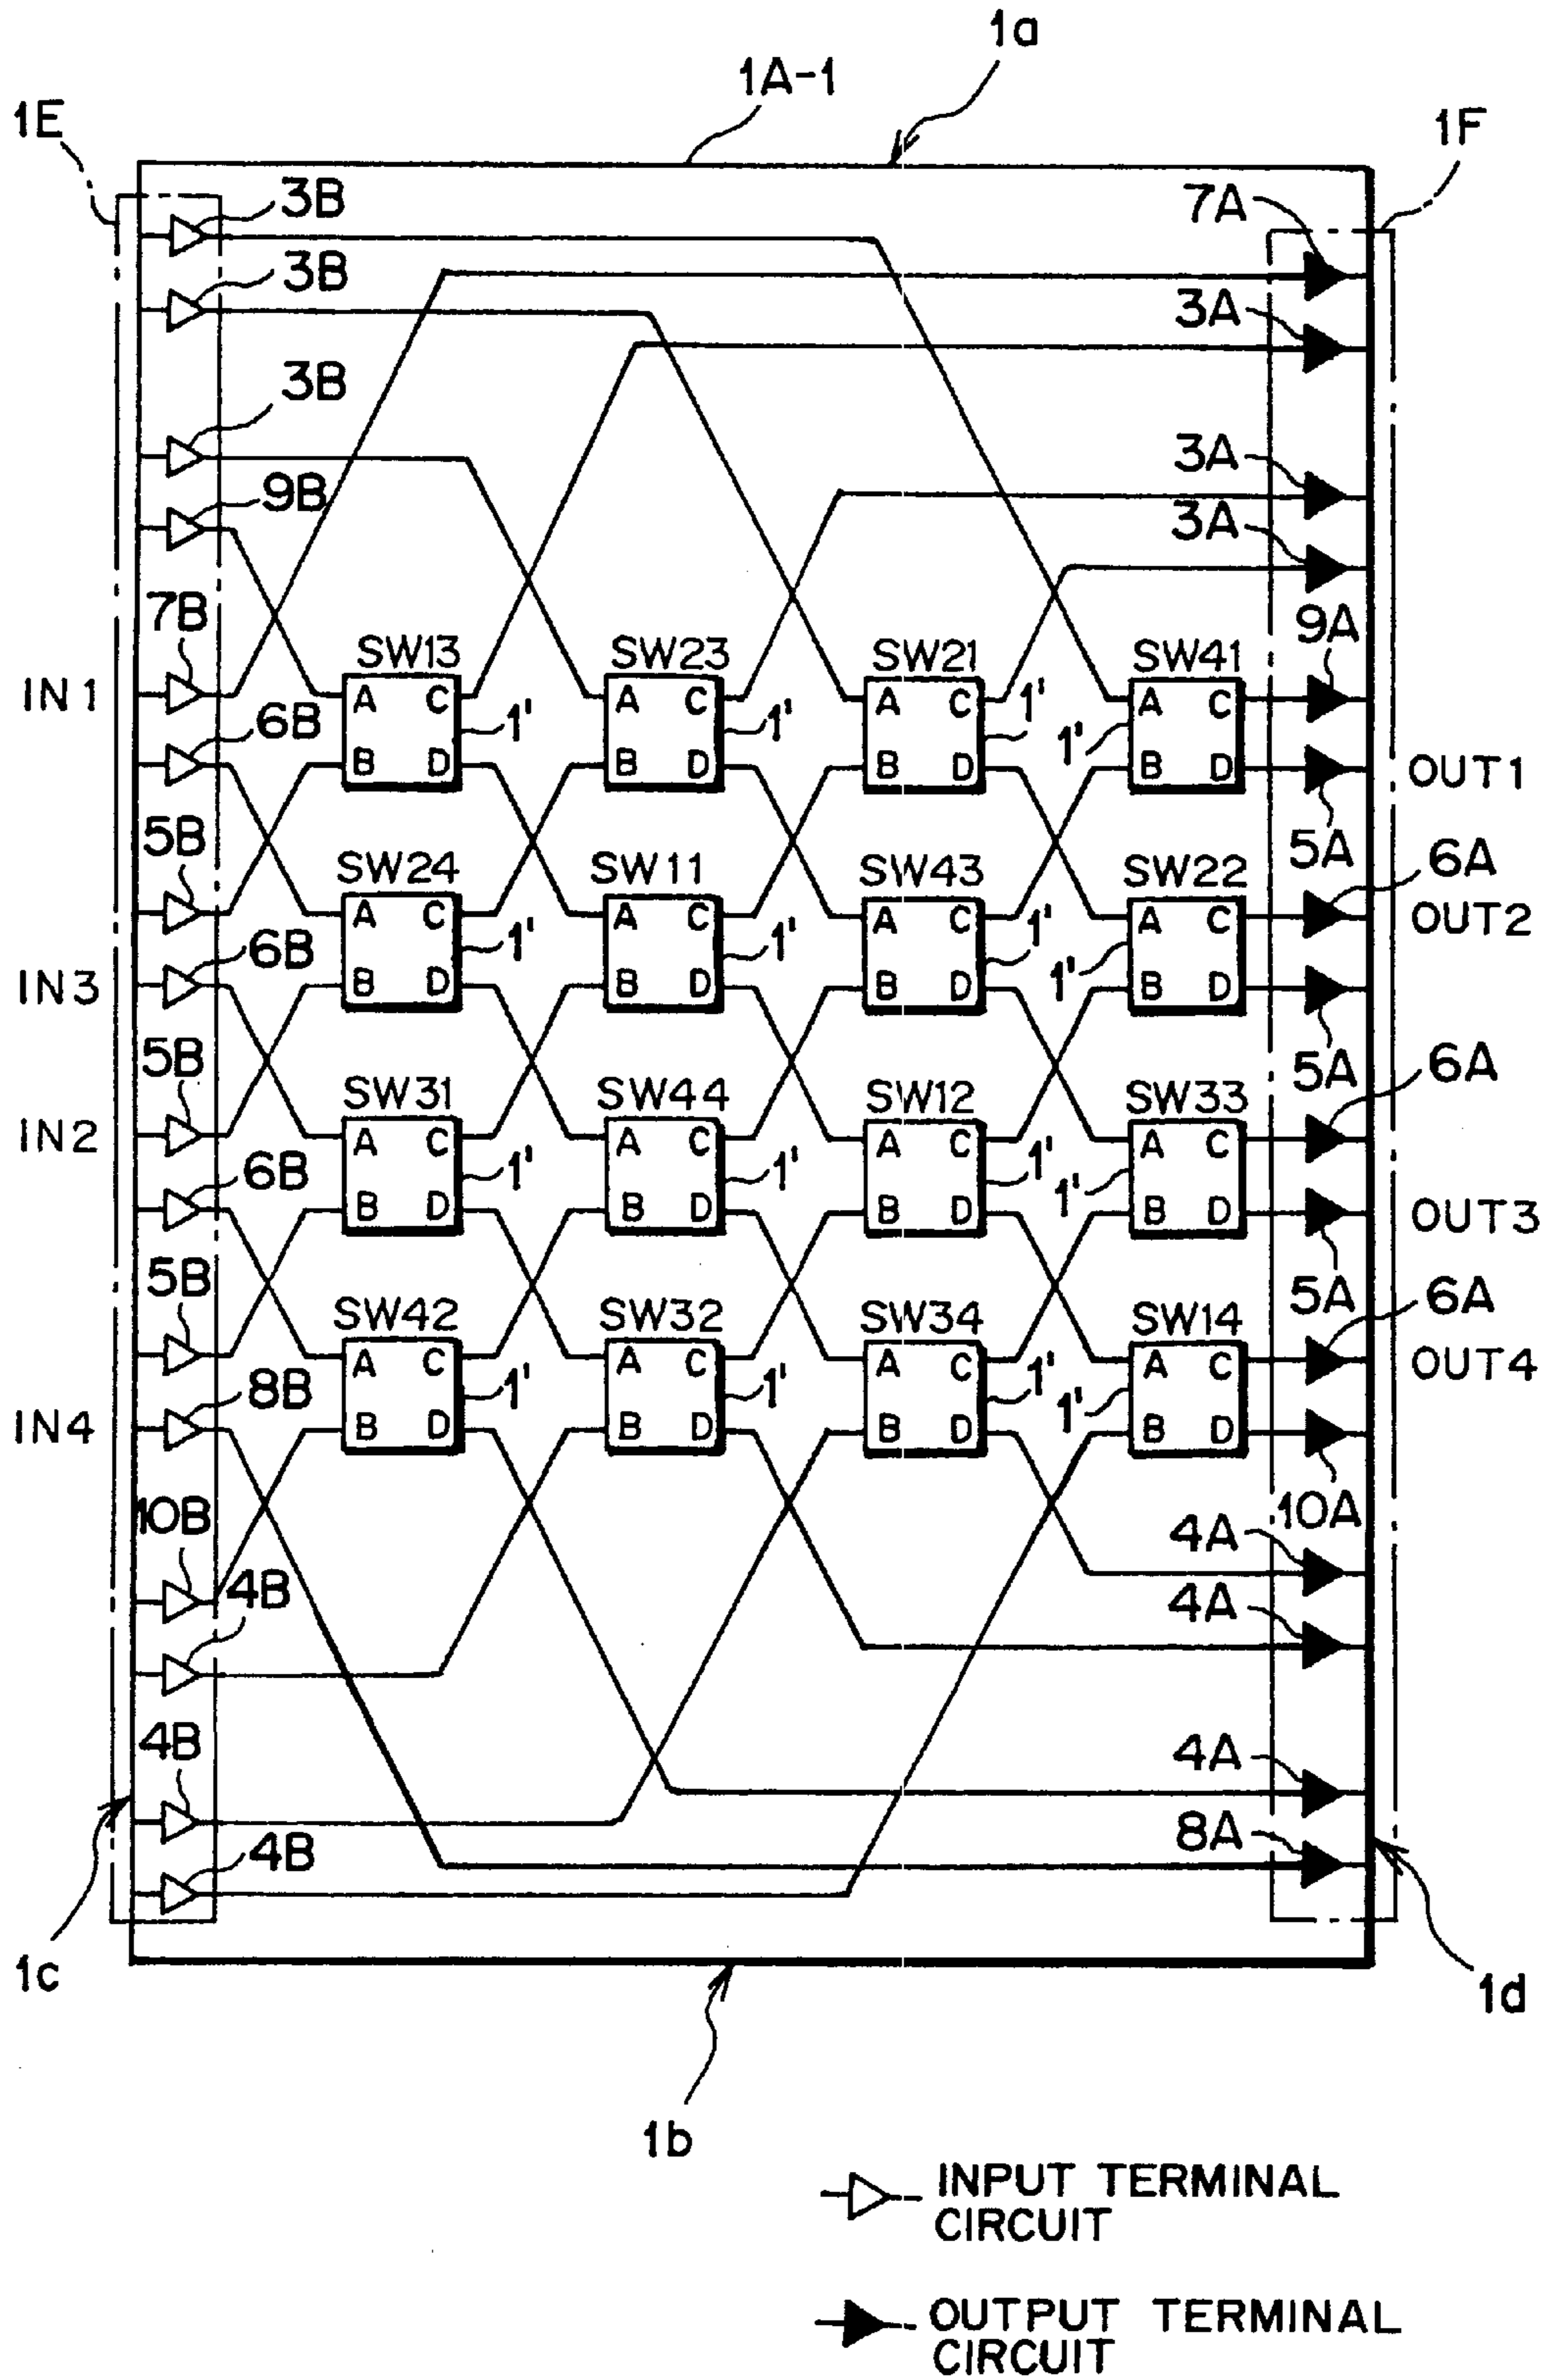 1a
1A-1
1E
1F
3B
7A
3B
3A
3B
3A
9B
3A
7B
9A
SW13
SW23
SW21
SW41
IN1
A C
A C
A C
A C
6B
1'
1'
1'
1'
B D
B D
B D
B D
OUT1
5B
5A
6A
SW24
SW11
SW43
SW22
A C
A C
A C
A C
OUT2
6B
1'
1'
1'
1'
IN3
B D
B D
B D
B D
5B
5A
6A
SW31
SW44
SW12
SW33
IN2
A C
A C
A C
A C
6B
1'
1'
1'
1'
B D
B D
B D
B D
OUT3
5B
5A
6A
SW42
SW32
SW34
SW14
A C
A C
A C
A C
OUT4
8B
1'
1'
1'
1'
IN4
B D
B D
B D
B D
10B
10A
4A
4B
4A
4B
4A
8A
4B
1c
1d
1b
INPUT TERMINAL
CIRCUIT
OUTPUT TERMINAL
CIRCUIT